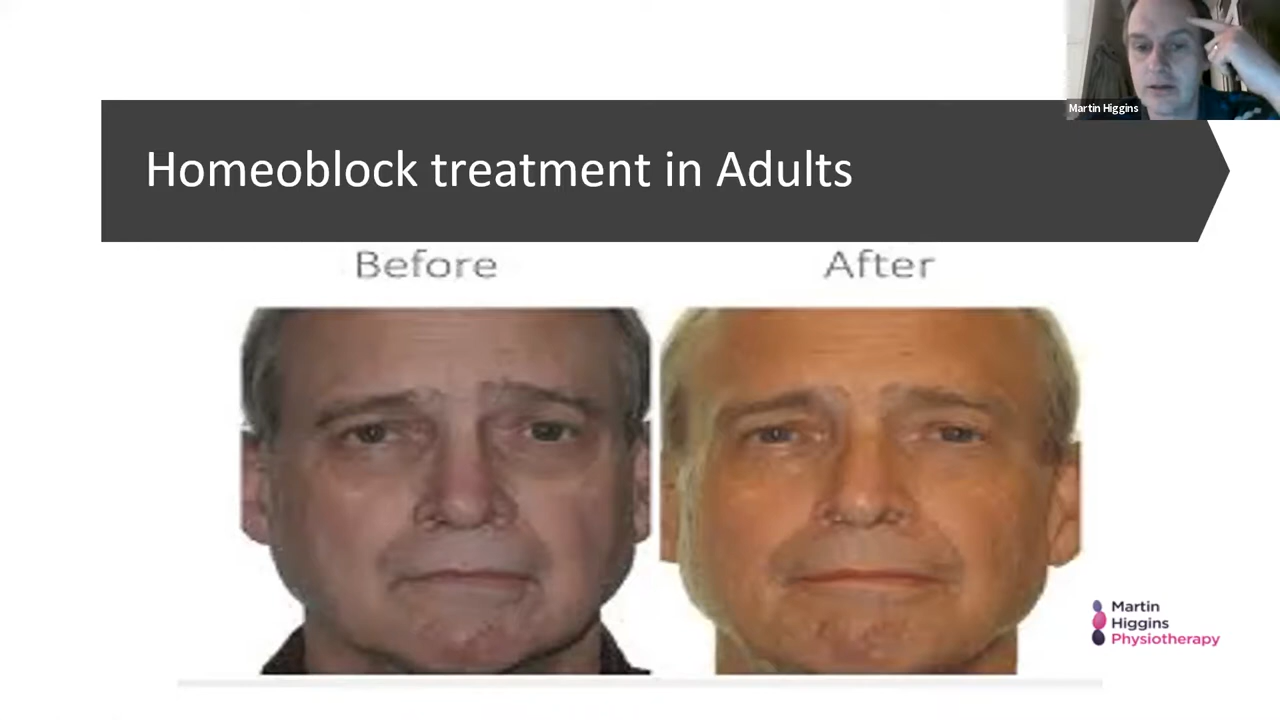 Martin Higgins
Homeoblock treatment in Adults
Before
After
Martin
Higgins
Physiotherapy